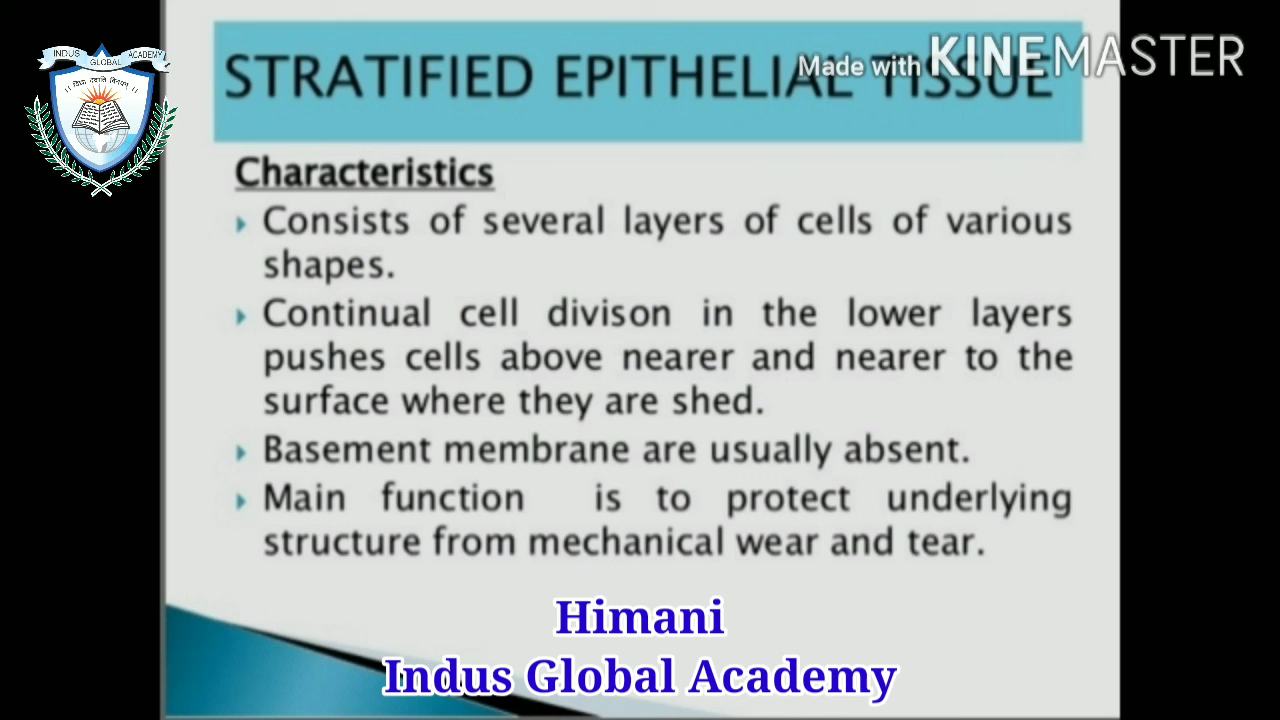 INDUS GLOBAL ACADEMY
Made with KINEMASTER
STRATIFIED EPITHELIAL TISSUE
Characteristics
Consists of several layers of cells of various
shapes.
Continual cell divison in the lower layers
pushes cells above nearer and nearer to the
surface where they are shed.
Basement membrane are usually absent.
Main function is to protect underlying
structure from mechanical wear and tear.
Himani
Indus Global Academy